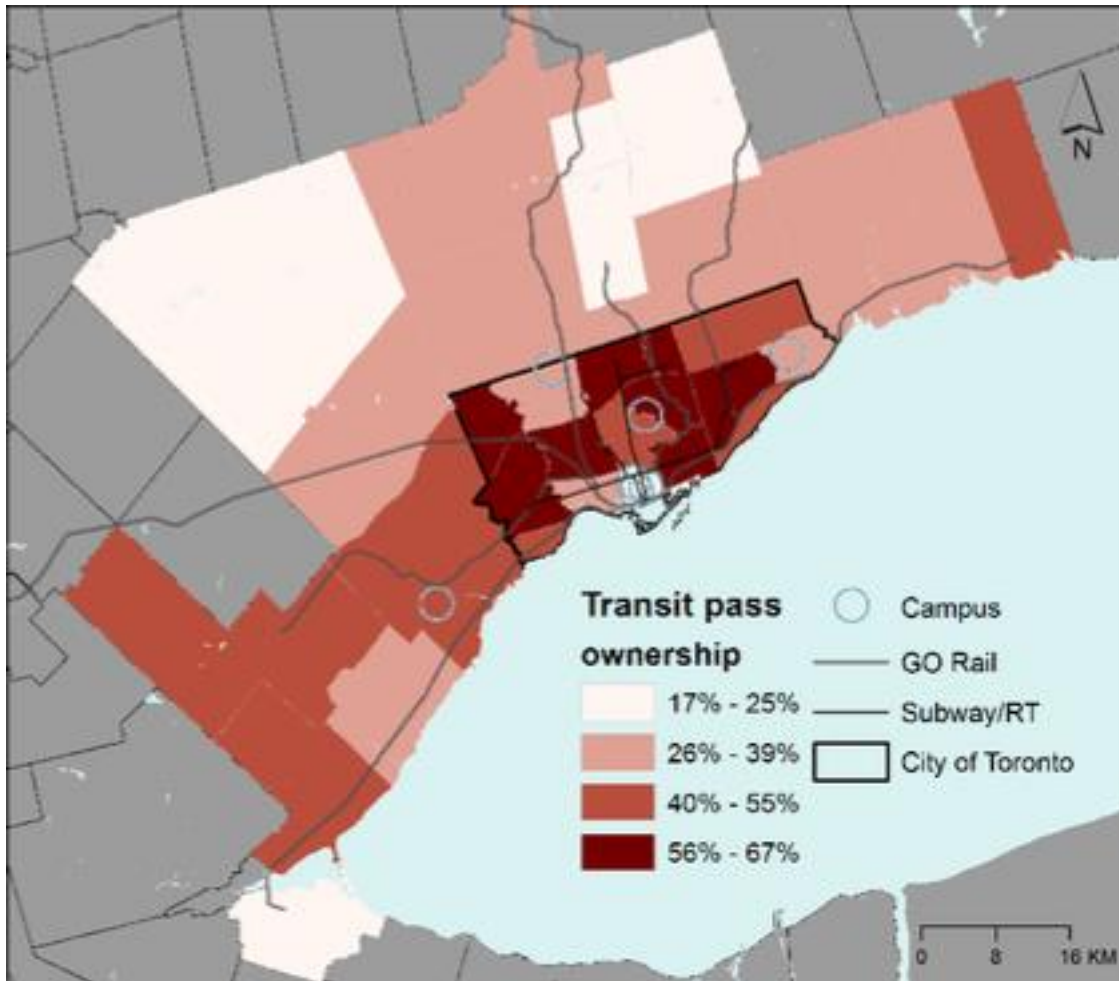 N
Transit pass
ownership
17% - 25%
26% - 39%
40% - 55%
56% - 67%
Campus
GO Rail
Subway/RT
City of Toronto
0 8 16 KM